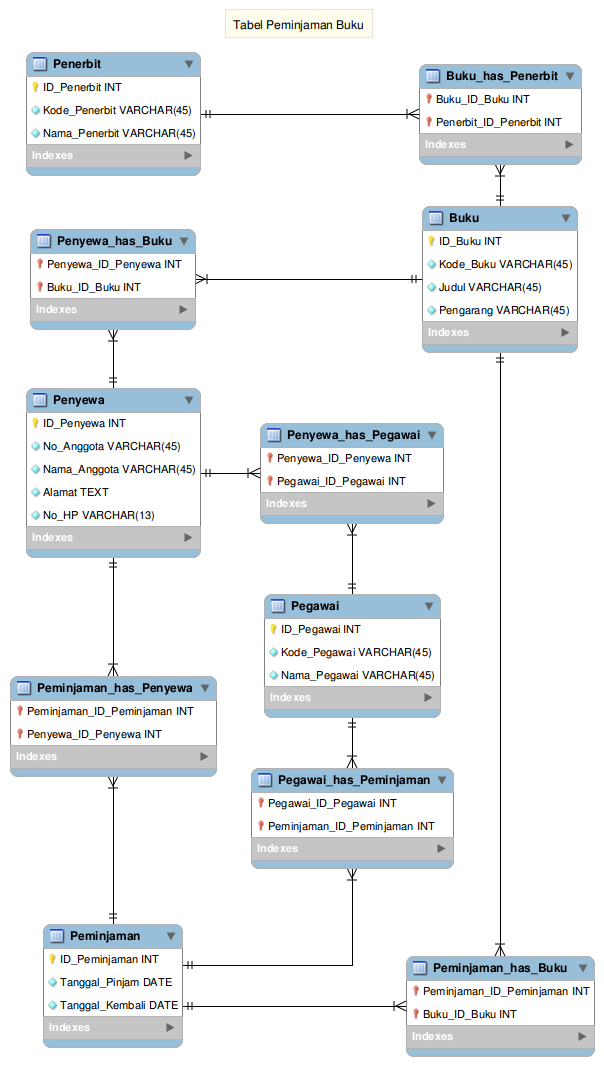 Tabel Peminjaman Buku
Penerbit
ID_Penerbit INT
Kode_Penerbit VARCHAR(45)
Nama_Penerbit VARCHAR(45)
Indexes
Buku_has_Penerbit
Buku_ID_Buku INT
Penerbit_ID_Penerbit INT
Indexes
Buku
ID_Buku INT
Kode_Buku VARCHAR(45)
Judul VARCHAR(45)
Pengarang VARCHAR(45)
Indexes
Penyewa_has_Buku
Penyewa_ID_Penyewa INT
Buku_ID_Buku INT
Indexes
Penyewa
ID_Penyewa INT
No_Anggota VARCHAR(45)
Nama_Anggota VARCHAR(45)
Alamat TEXT
No_HP VARCHAR(13)
Indexes
Penyewa_has_Pegawai
Penyewa_ID_Penyewa INT
Pegawai_ID_Pegawai INT
Indexes
Pegawai
ID_Pegawai INT
Kode_Pegawai VARCHAR(45)
Nama_Pegawai VARCHAR(45)
Indexes
Peminjaman_has_Penyewa
Peminjaman_ID_Peminjaman INT
Penyewa_ID_Penyewa INT
Indexes
Pegawai_has_Peminjaman
Pegawai_ID_Pegawai INT
Peminjaman_ID_Peminjaman INT
Indexes
Peminjaman
ID_Peminjaman INT
Tanggal_Pinjam DATE
Tanggal_Kembali DATE
Indexes
Peminjaman_has_Buku
Peminjaman_ID_Peminjaman INT
Buku_ID_Buku INT
Indexes